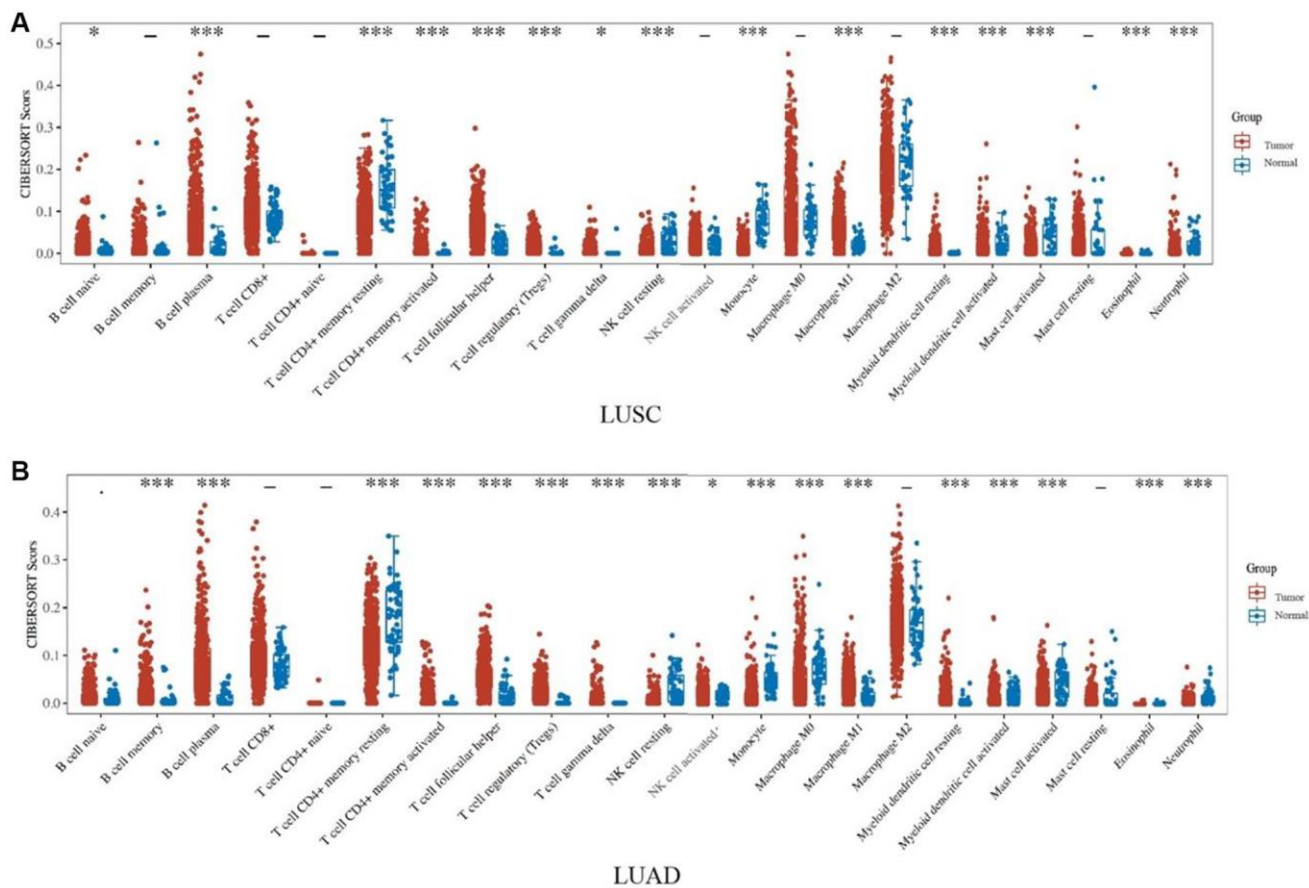 A
* – *** – – *** *** *** *** * *** – *** – *** – *** *** *** – *** ***
0.5
0.4
0.3
0.2
0.1
0.0
CIBERSORT Scors
Group
Tumor
Normal
B cell naive
B cell memory
B cell plasma
T cell CD8+
T cell CD4+ naive
T cell CD4+ memory resting
T cell CD4+ memory activated
T cell follicular helper
T cell regulatory (Tregs)
T cell gamma delta
NK cell resting
NK cell activated
Monocyte
Macrophage M0
Macrophage M1
Macrophage M2
Myeloid dendritic cell resting
Myeloid dendritic cell activated
Mast cell activated
Mast cell resting
Eosinophil
Neutrophil
LUSC
B
. *** *** – – *** *** *** *** *** *** * *** *** *** – *** *** *** – *** ***
0.4
0.3
0.2
0.1
0.0
CIBERSORT Scors
Group
Tumor
Normal
B cell naive
B cell memory
B cell plasma
T cell CD8+
T cell CD4+ naive
T cell CD4+ memory resting
T cell CD4+ memory activated
T cell follicular helper
T cell regulatory (Tregs)
T cell gamma delta
NK cell resting
NK cell activated
Monocyte
Macrophage M0
Macrophage M1
Macrophage M2
Myeloid dendritic cell resting
Myeloid dendritic cell activated
Mast cell activated
Mast cell resting
Eosinophil
Neutrophil
LUAD